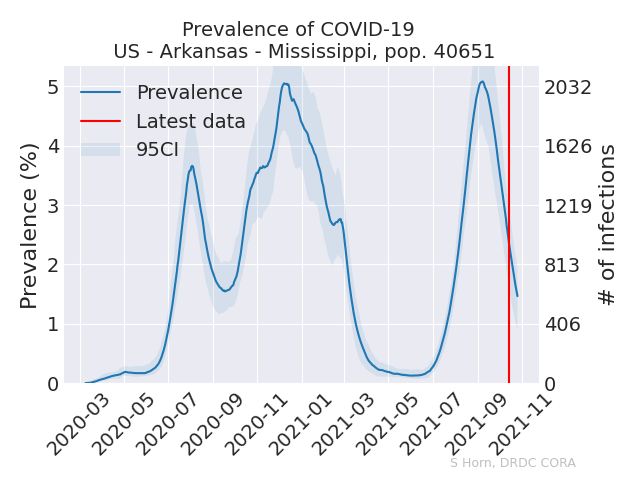 Prevalence of COVID-19
US - Arkansas - Mississippi, pop. 40651
Prevalence
Latest data
95CI
Prevalence (%)
5
4
3
2
1
0
2032
1626
1219
813
406
0
# of infections
2020-03
2020-05
2020-07
2020-09
2020-11
2021-01
2021-03
2021-05
2021-07
2021-09
2021-11
S Horn, DRDC CORA